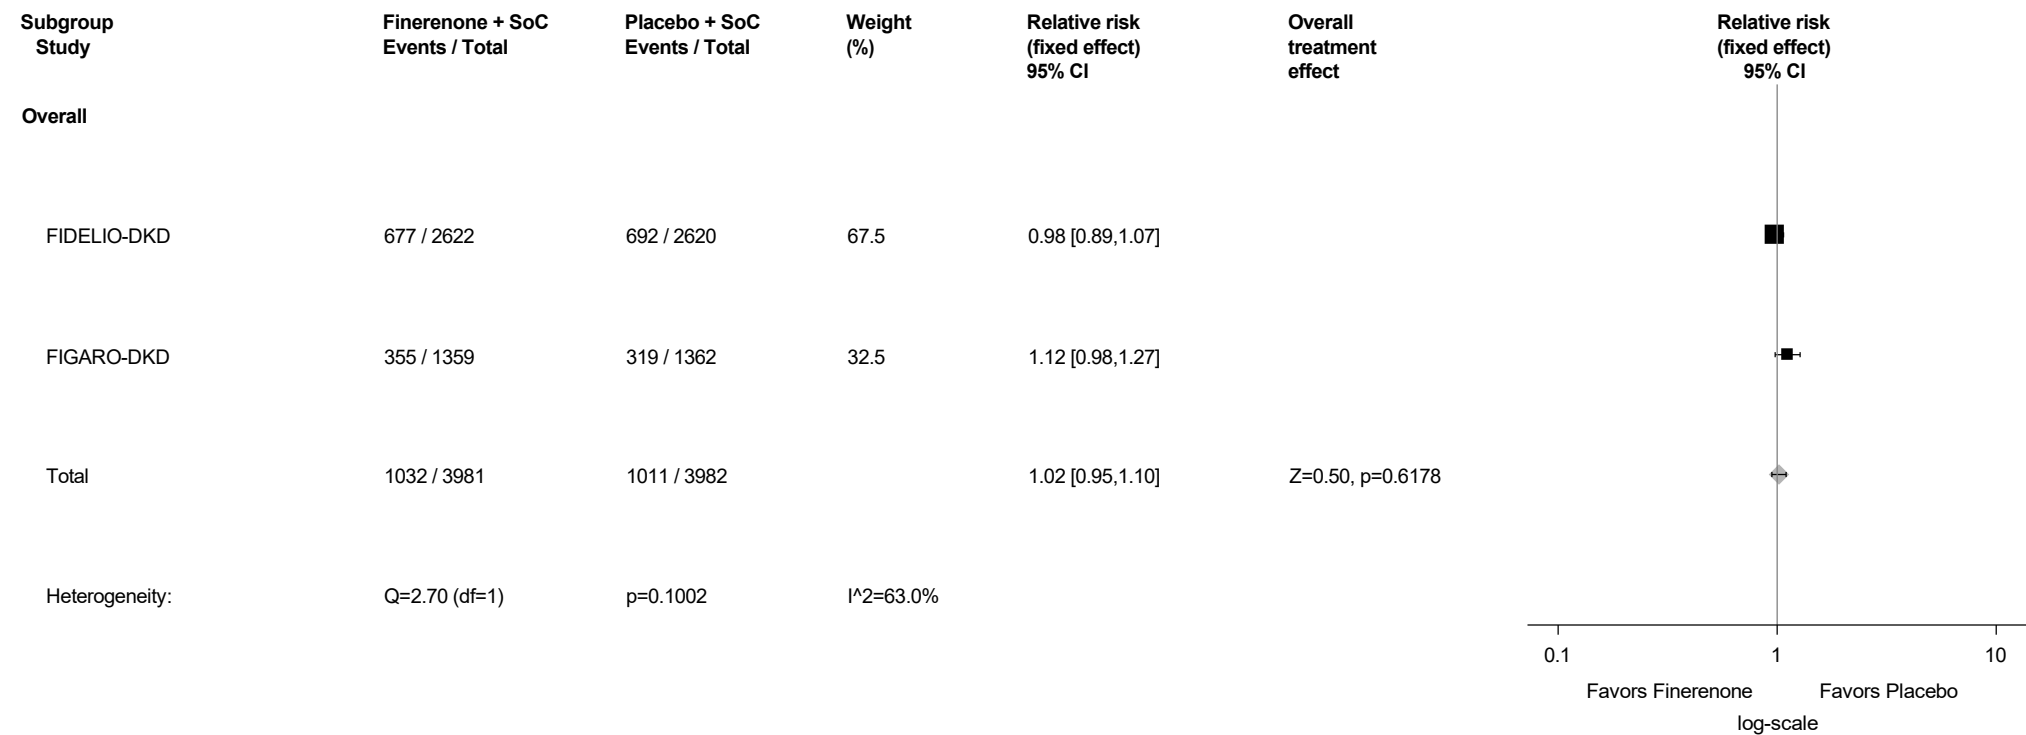 Subgroup Finerenone + SoC Placebo + SoC Weight Relative risk Overall Relative risk
Study Events / Total Events / Total (%) (fixed effect) treatment (fixed effect)
95% CI effect 95% CI
Overall
FIDELIO-DKD 677 / 2622 692 / 2620 67.5 0.98 [0.89,1.07]
FIGARO-DKD 355 / 1359 319 / 1362 32.5 1.12 [0.98,1.27]
Total 1032 / 3981 1011 / 3982 1.02 [0.95,1.10] Z=0.50, p=0.6178
Heterogeneity: Q=2.70 (df=1) p=0.1002 I^2=63.0%
0.1 1 10
Favors Finerenone Favors Placebo
log-scale